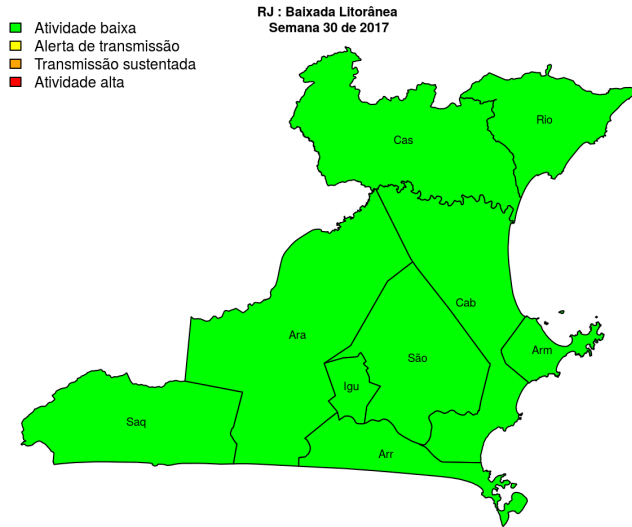 RJ : Baixada Litorânea
Semana 30 de 2017
Atividade baixa
Alerta de transmissão
Transmissão sustentada
Atividade alta
Rio
Cas
Cab
Ara
Arm
São
Igu
Saq
Arr